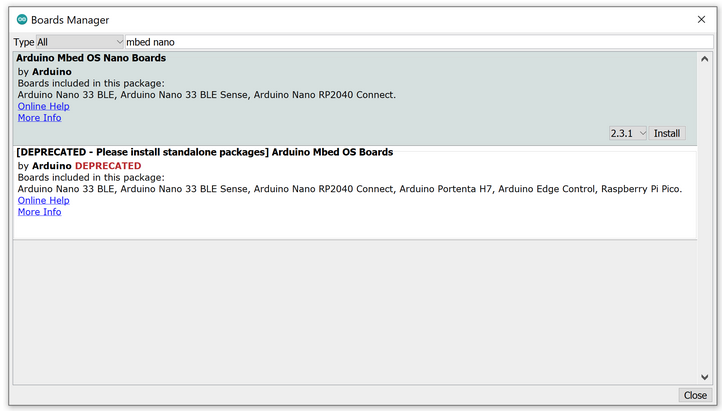 Boards Manager
Type All mbed nano
Arduino Mbed OS Nano Boards
by Arduino
Boards included in this package:
Arduino Nano 33 BLE, Arduino Nano 33 BLE Sense, Arduino Nano RP2040 Connect.
Online Help
More Info
2.3.1 Install
[DEPRECATED - Please install standalone packages] Arduino Mbed OS Boards
by Arduino DEPRECATED
Boards included in this package:
Arduino Nano 33 BLE, Arduino Nano 33 BLE Sense, Arduino Nano RP2040 Connect, Arduino Portenta H7, Arduino Edge Control, Raspberry Pi Pico.
Online Help
More Info
Close